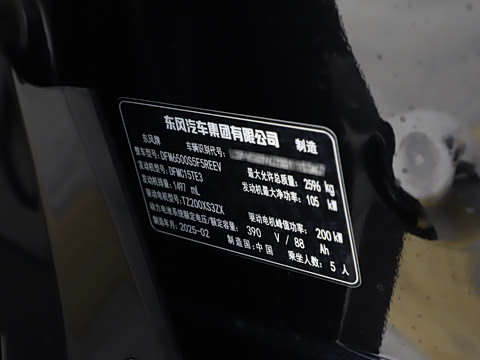 东风汽车集团有限公司 制造
东风牌 车辆识别代号:
整车型号: DFM6500S5F5REEV 最大允许总质量: 2596 kg
发动机型号: DFMC15TE3 发动机最大净功率: 105 kW
发动机排量: 1497 mL
驱动电机型号: TZ200XS3ZX 驱动电机峰值功率: 200 kW
动力电池系统额定电压/额定容量: 390 V / 88 Ah
制造年月: 2025-02 制造国: 中国 乘坐人数: 5 人